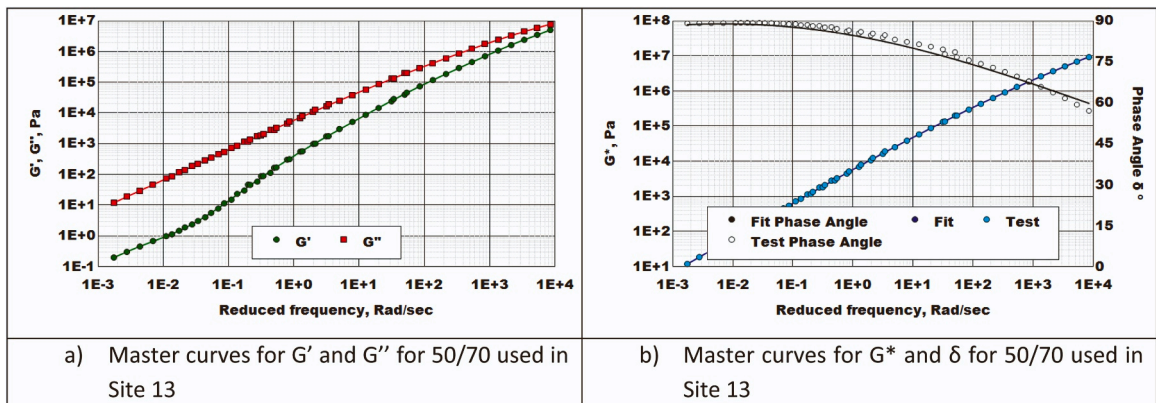 1E+7
1E+6
1E+5
1E+4
1E+3
1E+2
1E+1
1E+0
1E-1
G', G", Pa
G' G"
1E-3 1E-2 1E-1 1E+0 1E+1 1E+2 1E+3 1E+4
Reduced frequency, Rad/sec
1E+8
1E+7
1E+6
1E+5
1E+4
1E+3
1E+2
1E+1
G*, Pa
90
75
60
45
30
15
0
Phase Angle δ°
Fit Phase Angle Fit Test
Test Phase Angle
1E-3 1E-2 1E-1 1E+0 1E+1 1E+2 1E+3 1E+4
Reduced frequency, Rad/sec
a) Master curves for G’ and G’’ for 50/70 used in
Site 13
b) Master curves for G* and δ for 50/70 used in
Site 13